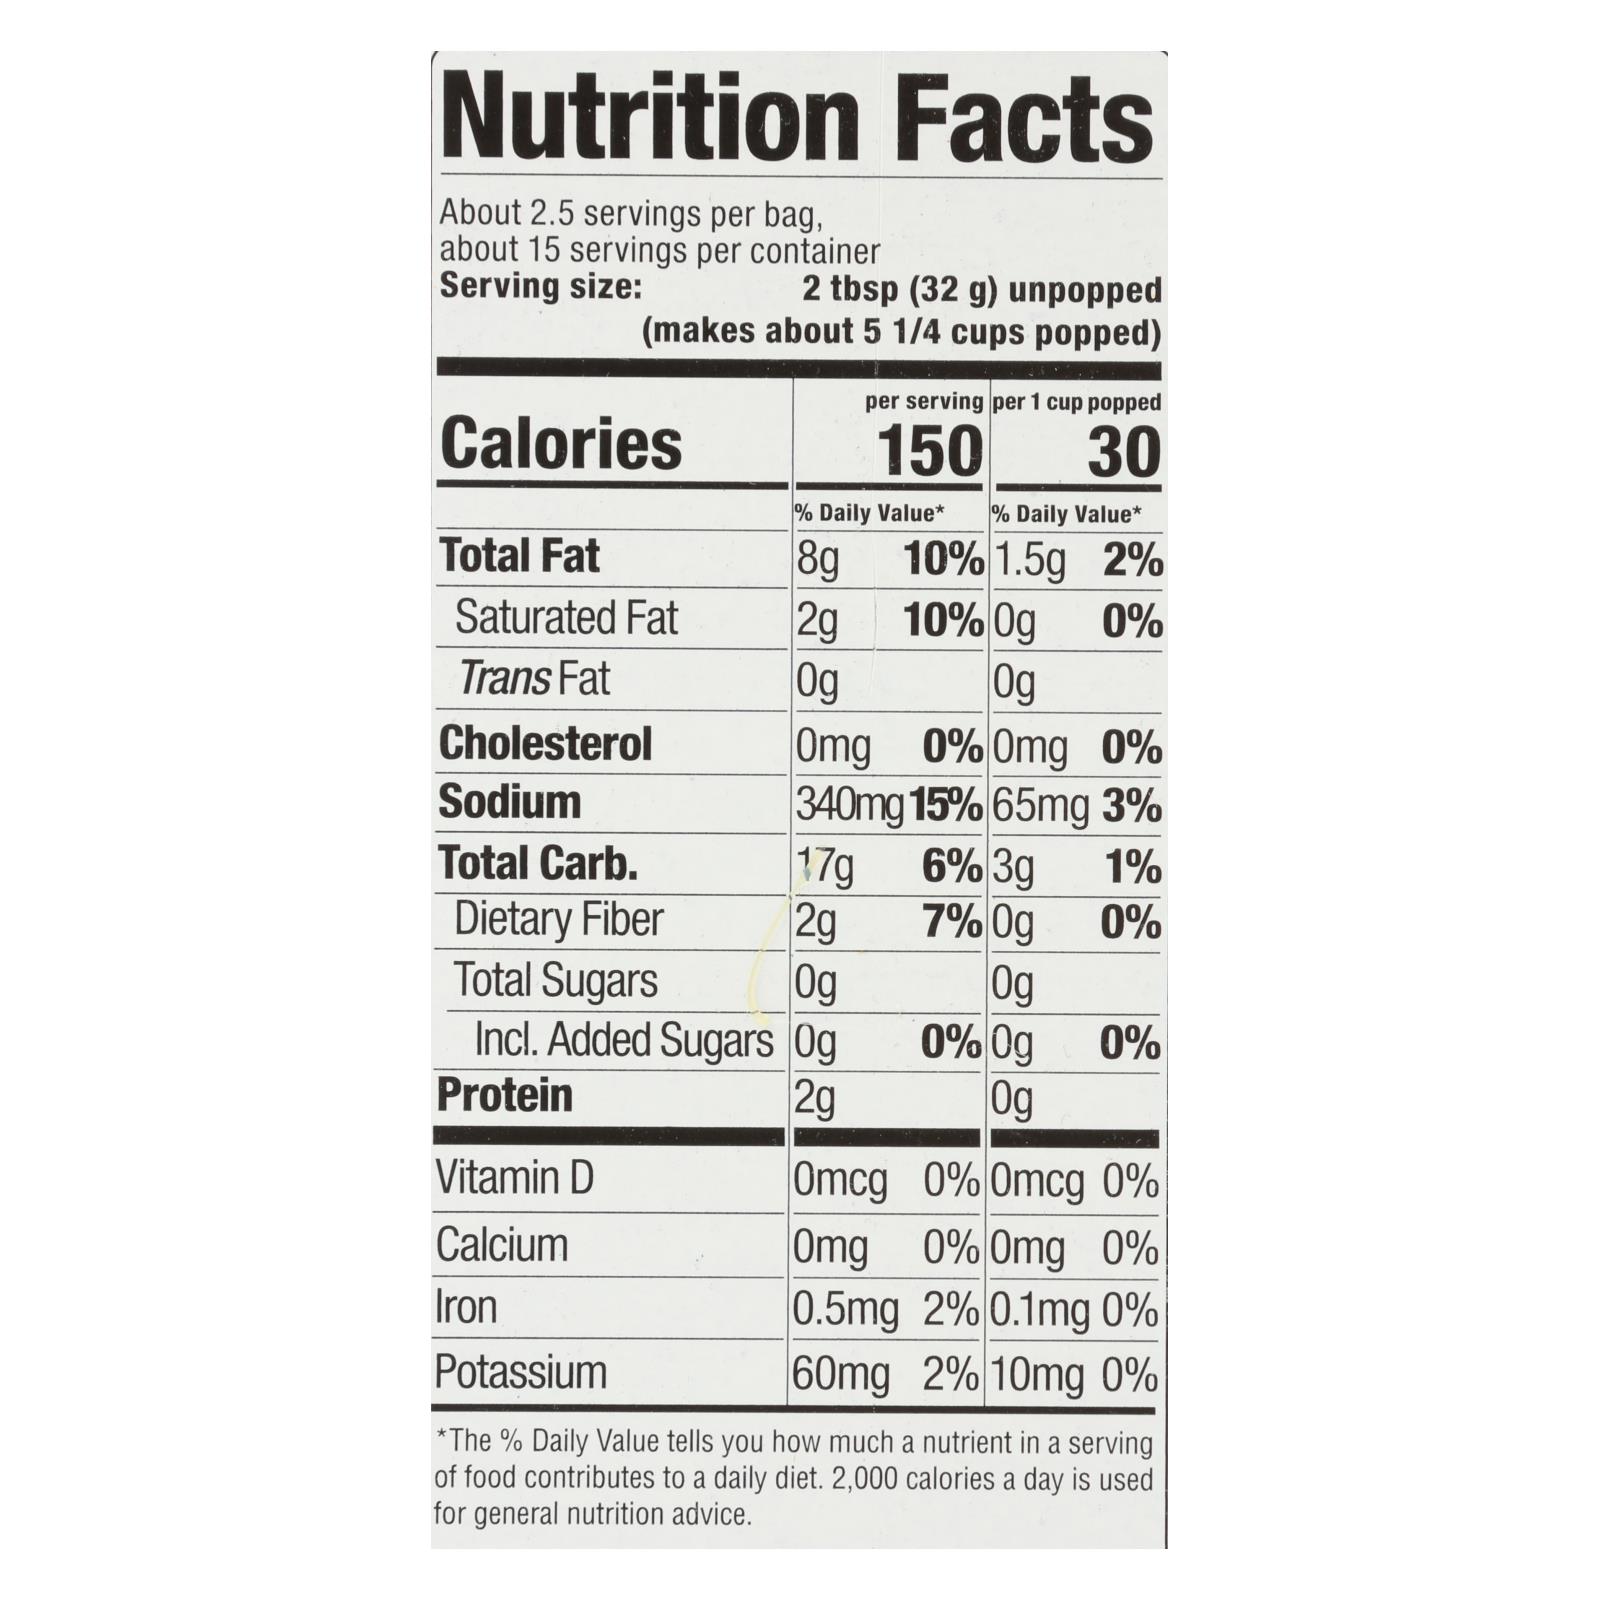 Nutrition Facts
About 2.5 servings per bag,
about 15 servings per container
Serving size: 2 tbsp (32 g) unpopped
(makes about 5 1/4 cups popped)
per serving per 1 cup popped
Calories 150 30
% Daily Value* % Daily Value*
Total Fat 8g 10% 1.5g 2%
Saturated Fat 2g 10% 0g 0%
Trans Fat 0g 0g
Cholesterol 0mg 0% 0mg 0%
Sodium 340mg 15% 65mg 3%
Total Carb. 17g 6% 3g 1%
Dietary Fiber 2g 7% 0g 0%
Total Sugars 0g 0g
Incl. Added Sugars 0g 0% 0g 0%
Protein 2g 0g
Vitamin D 0mcg 0% 0mcg 0%
Calcium 0mg 0% 0mg 0%
Iron 0.5mg 2% 0.1mg 0%
Potassium 60mg 2% 10mg 0%
*The % Daily Value tells you how much a nutrient in a serving
of food contributes to a daily diet. 2,000 calories a day is used
for general nutrition advice.